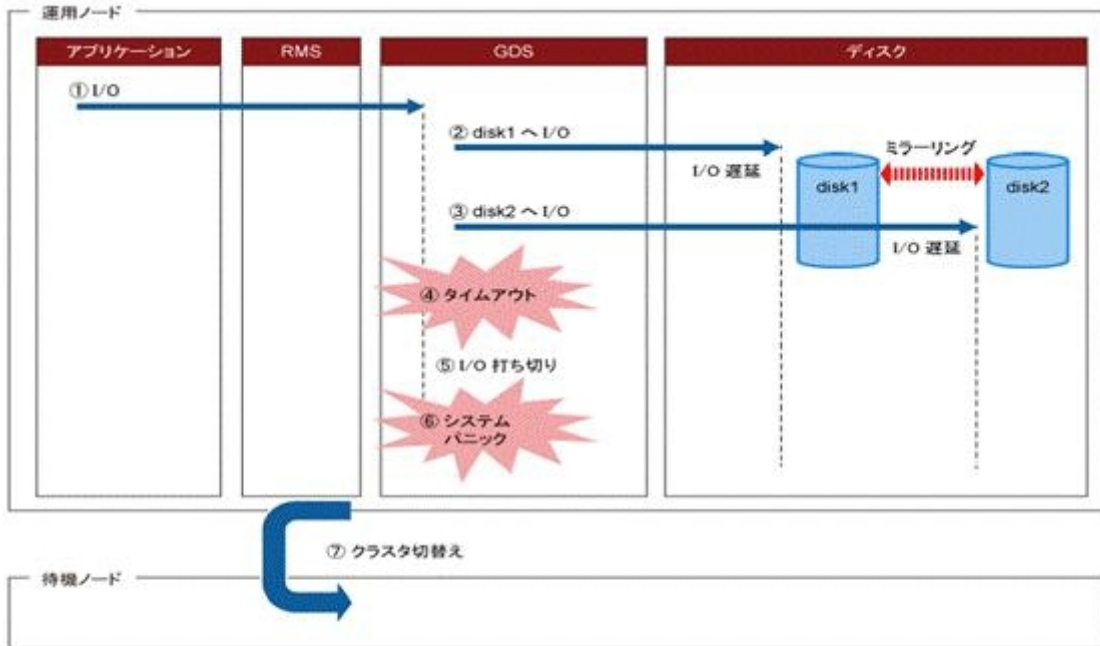 運用ノード
アプリケーション
RMS
GDS
ディスク
① I/O
② disk1 へ I/O
I/O 遅延
ミラーリング
disk1
disk2
③ disk2 へ I/O
I/O 遅延
④ タイムアウト
⑤ I/O 打ち切り
⑥ システム
パニック
⑦ クラスタ切替え
待機ノード